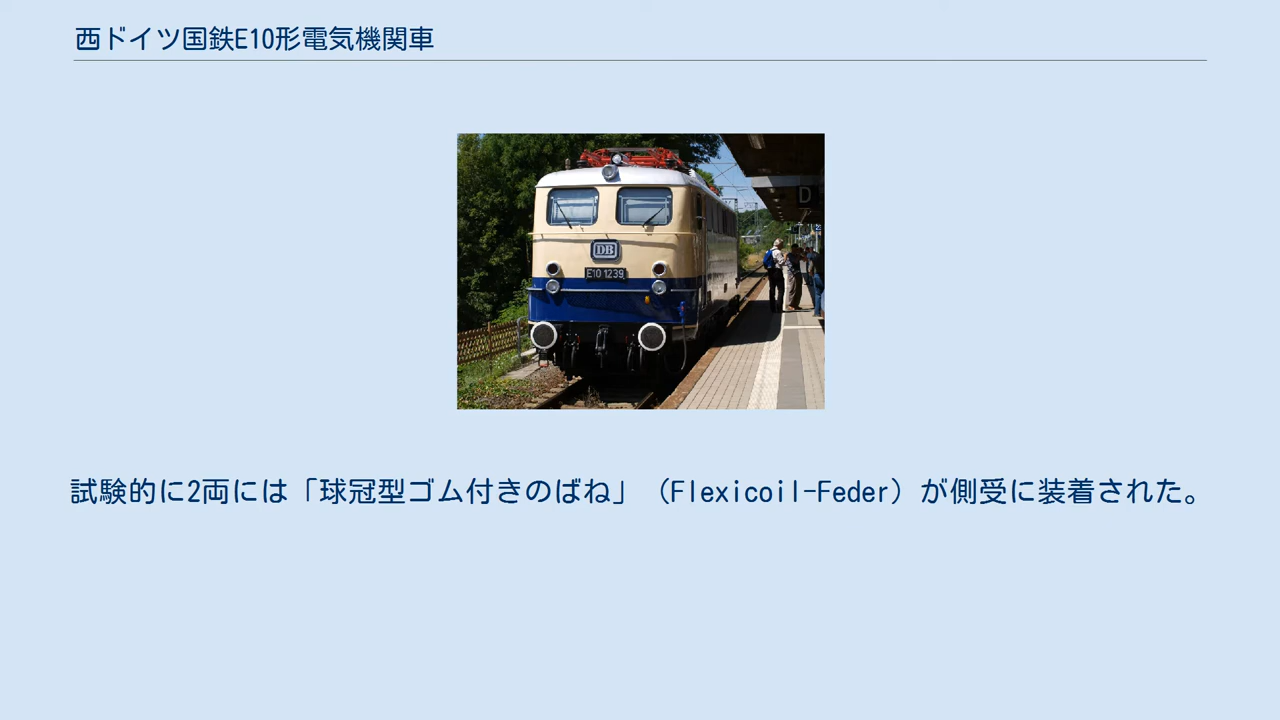 西ドイツ国鉄E10形電気機関車
D
DB
E10 1239
試験的に2両には「球冠型ゴム付きのばね」（Flexicoil-Feder）が側受に装着された。